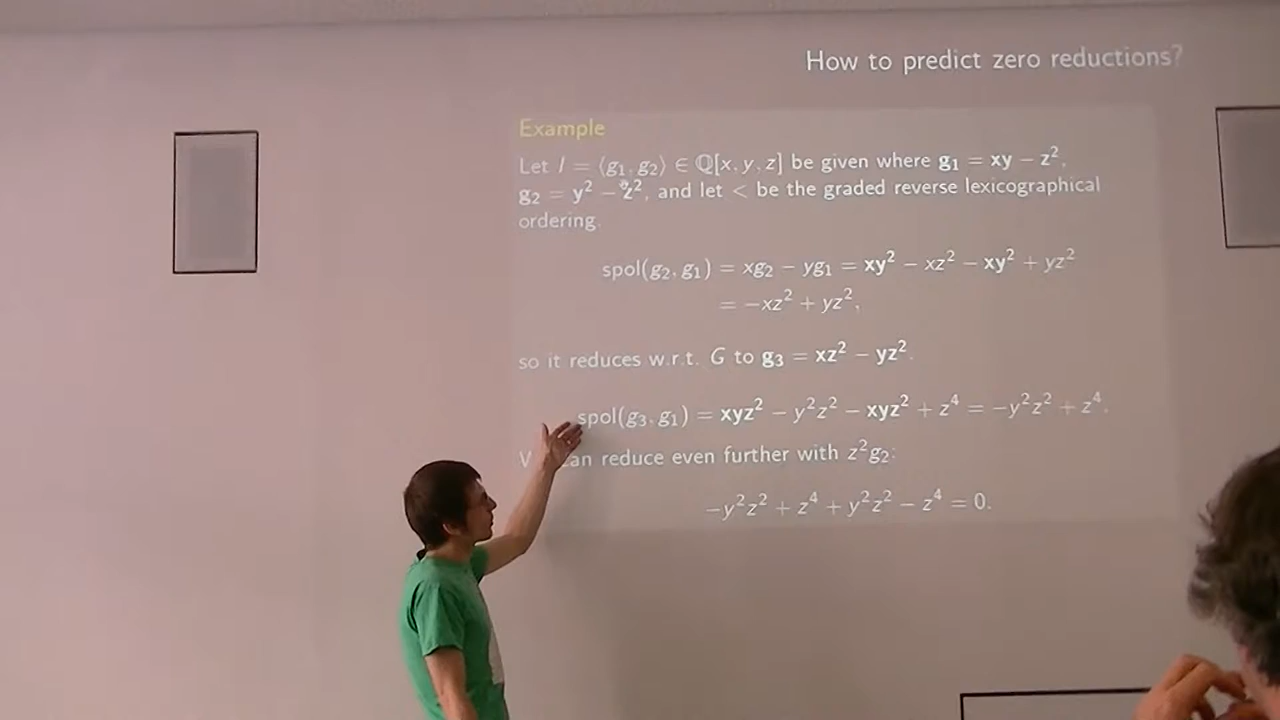 How to predict zero reductions?
Example
Let I = ⟨g₁, g₂⟩ ∈ ℚ[x, y, z] be given where g₁ = xy − z²,
g₂ = y² − z², and let < be the graded reverse lexicographical
ordering.
spol(g₂, g₁) = xg₂ − yg₁ = xy² − xz² − xy² + yz²
= −xz² + yz²,
so it reduces w.r.t. G to g₃ = xz² − yz².
spol(g₃, g₁) = xyz² − y²z² − xyz² + z⁴ = −y²z² + z⁴.
can reduce even further with z²g₂:
−y²z² + z⁴ + y²z² − z⁴ = 0.